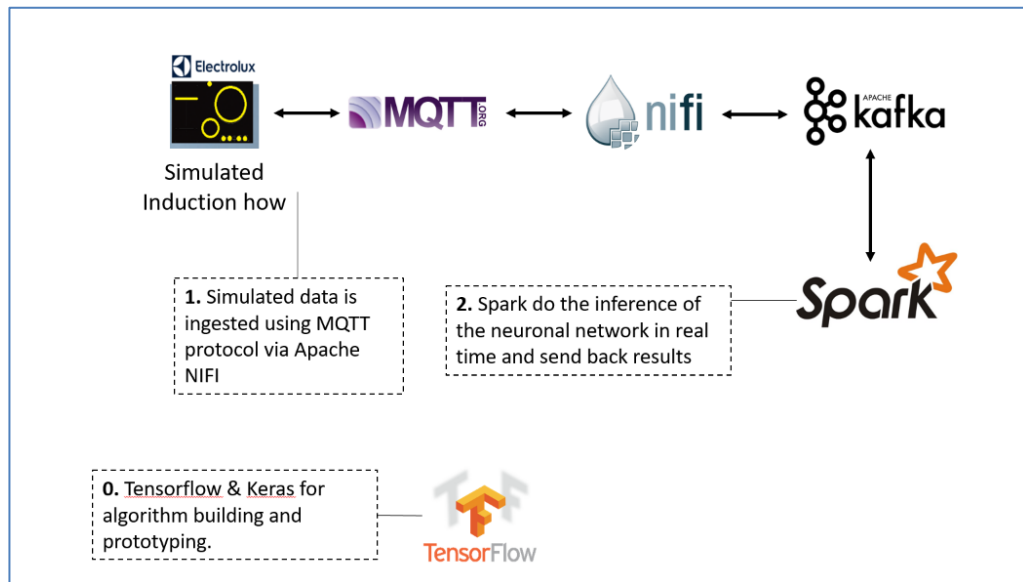 Electrolux
MQTT.ORG
nifi
APACHE
kafka
Simulated
Induction how
1. Simulated data is
ingested using MQTT
protocol via Apache
NIFI
2. Spark do the inference of
the neuronal network in real
time and send back results
Spark
0. Tensorflow & Keras for
algorithm building and
prototyping.
TensorFlow